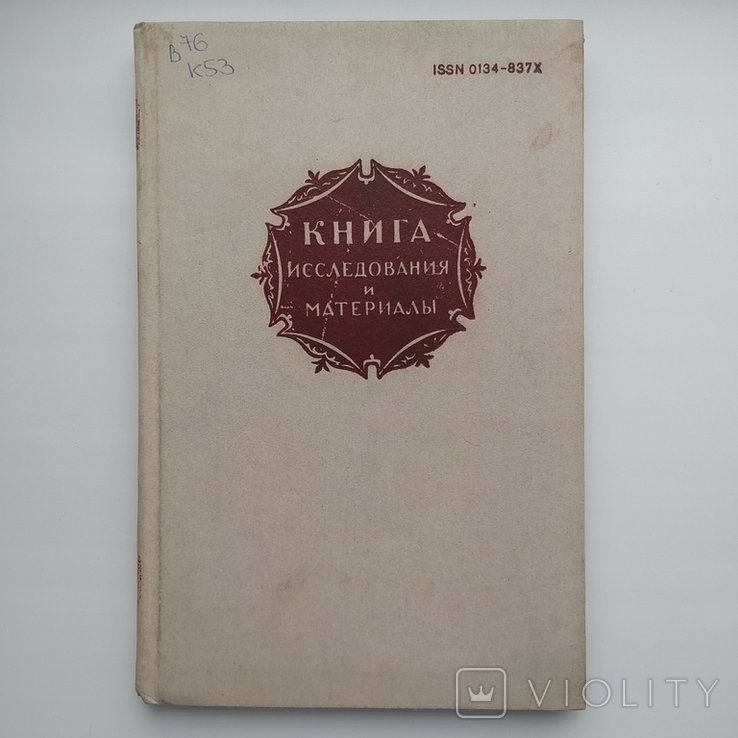 В76
К53
ISSN 0134-837X
КНИГА
ИССЛЕДОВАНИЯ
И
МАТЕРИАЛЫ
VIOLITY